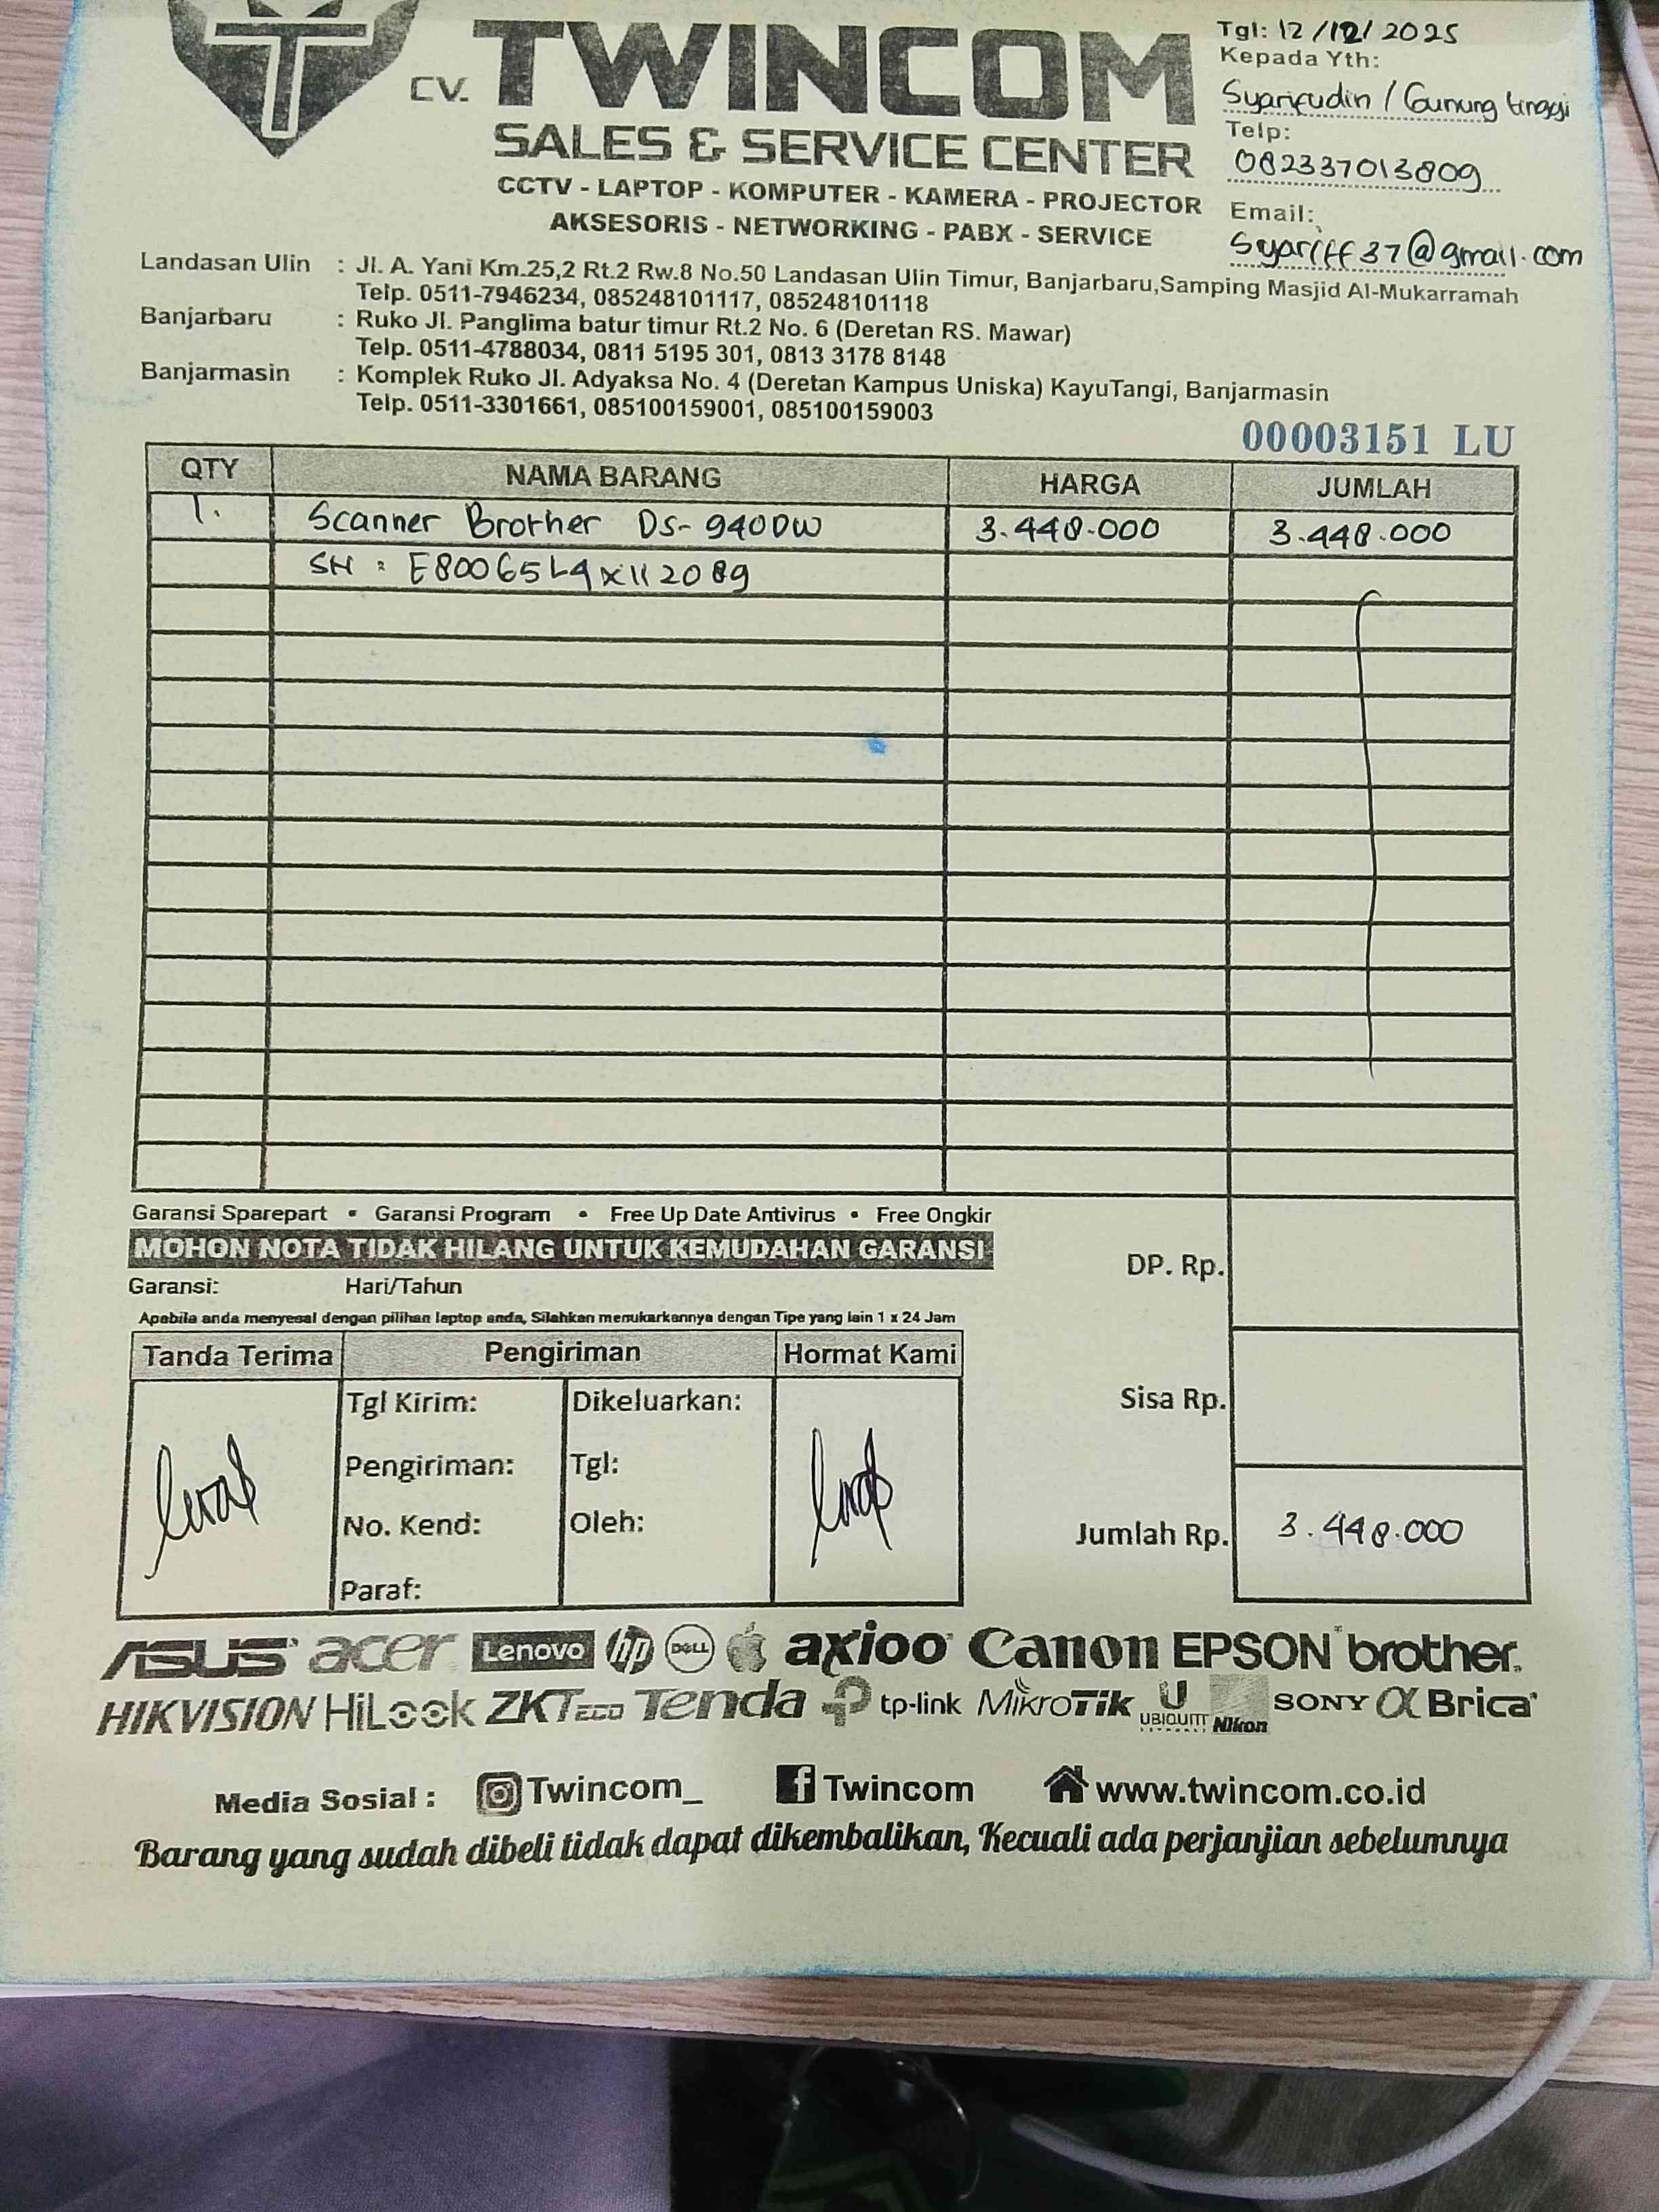 CV. TWINCOM
SALES & SERVICE CENTER
CCTV - LAPTOP - KOMPUTER - KAMERA - PROJECTOR
AKSESORIS - NETWORKING - PABX - SERVICE
Tgl: 12/12/2025
Kepada Yth:
Syarifudin / Gunung tinggi
Telp:
082337013809
Email:
Syariff37@gmail.com
Landasan Ulin : Jl. A. Yani Km.25,2 Rt.2 Rw.8 No.50 Landasan Ulin Timur, Banjarbaru,Samping Masjid Al-Mukarramah
Telp. 0511-7946234, 085248101117, 085248101118
Banjarbaru : Ruko Jl. Panglima batur timur Rt.2 No. 6 (Deretan RS. Mawar)
Telp. 0511-4788034, 0811 5195 301, 0813 3178 8148
Banjarmasin : Komplek Ruko Jl. Adyaksa No. 4 (Deretan Kampus Uniska) KayuTangi, Banjarmasin
Telp. 0511-3301661, 085100159001, 085100159003
00003151 LU
QTY NAMA BARANG HARGA JUMLAH
1. Scanner Brother DS-940DW 3.448.000 3.448.000
SN :
Garansi Sparepart • Garansi Program • Free Up Date Antivirus • Free Ongkir
MOHON NOTA TIDAK HILANG UNTUK KEMUDAHAN GARANSI
Garansi: Hari/Tahun
Apabila anda menyesal dengan pilihan laptop anda, Silahkan menukarkannya dengan Tipe yang lain 1 x 24 Jam
DP. Rp.
Sisa Rp.
Jumlah Rp. 3.448.000
Tanda Terima Pengiriman Hormat Kami
Tgl Kirim: Dikeluarkan:
Pengiriman: Tgl:
No. Kend: Oleh:
Paraf:
ASUS acer Lenovo hp DELL axioo Canon EPSON brother
HIKVISION HiLook ZKTeco Tenda tp-link MikroTik U UBIQUITI Nikon SONY α Brica
Media Sosial : Twincom_ f Twincom www.twincom.co.id
Barang yang sudah dibeli tidak dapat dikembalikan, Kecuali ada perjanjian sebelumnya